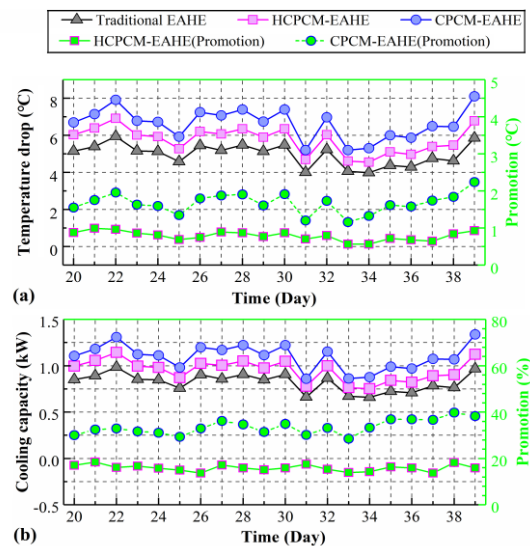 Traditional EAHE HCPCM-EAHE CPCM-EAHE
HCPCM-EAHE(Promotion) CPCM-EAHE(Promotion)
Temperature drop (℃)
8
6
4
2
0
5
4
3
2
1
0
Promotion (℃)
20 22 24 26 28 30 32 34 36 38
(a)
Time (Day)
Cooling capacity (kW)
1.5
1.0
0.5
0.0
-0.5
80
60
40
20
0
Promotion (%)
20 22 24 26 28 30 32 34 36 38
(b)
Time (Day)